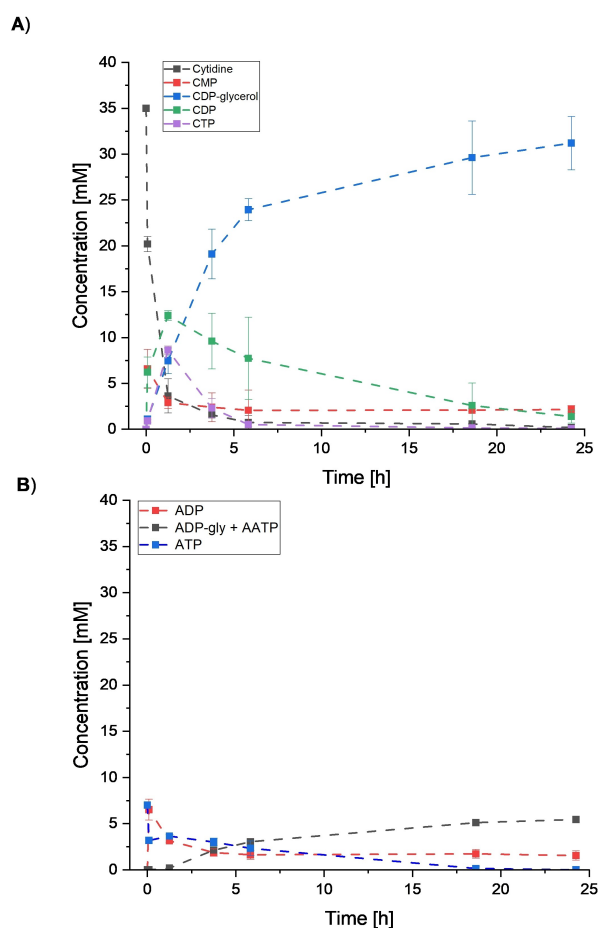 A)
40
35
30
25
20
15
10
5
0
Concentration [mM]
Cytidine
CMP
CDP-glycerol
CDP
CTP
0 5 10 15 20 25
Time [h]
B)
40
35
30
25
20
15
10
5
0
Concentration [mM]
ADP
ADP-gly + AATP
ATP
0 5 10 15 20 25
Time [h]